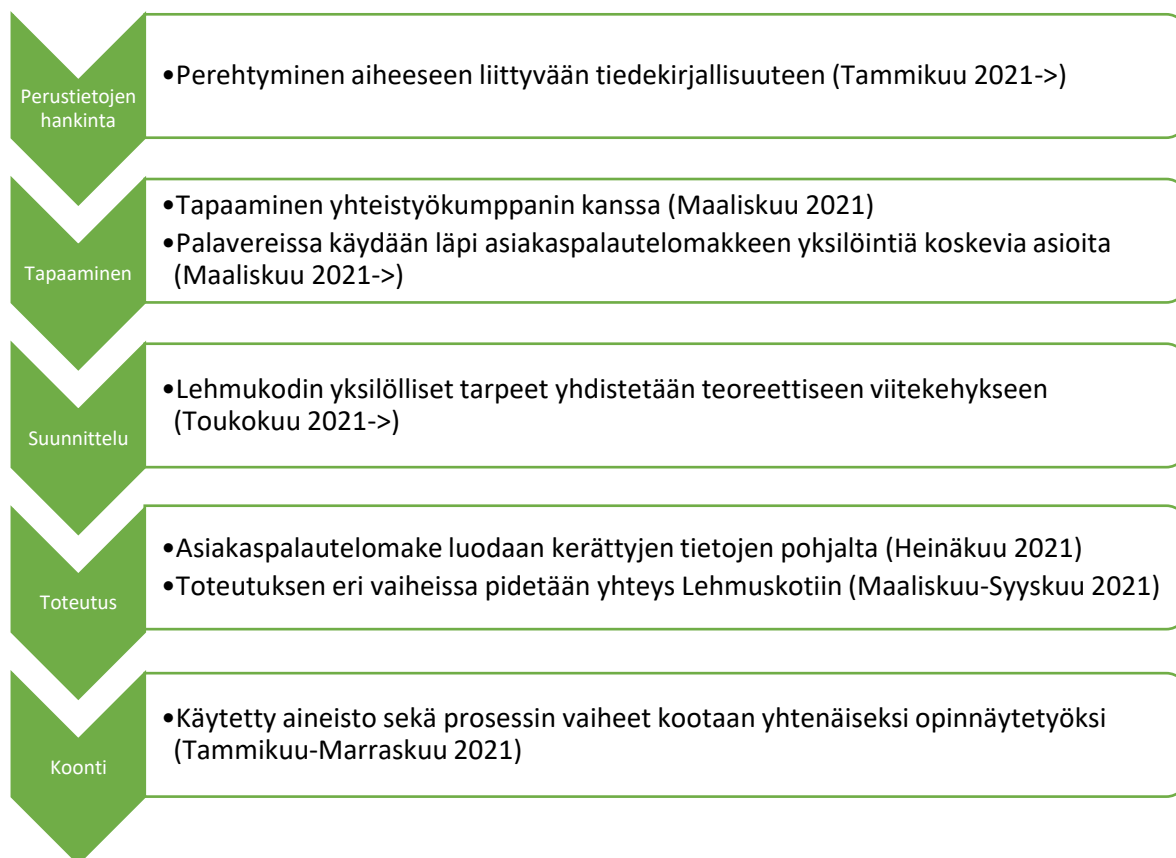 Perustietojen
hankinta
•Perehtyminen aiheeseen liittyvään tiedekirjallisuuteen (Tammikuu 2021->)
Tapaaminen
•Tapaaminen yhteistyökumppanin kanssa (Maaliskuu 2021)
•Palavereissa käydään läpi asiakaspalautelomakkeen yksilöintiä koskevia asioita
(Maaliskuu 2021->)
Suunnittelu
•Lehmukodin yksilölliset tarpeet yhdistetään teoreettiseen viitekehykseen
(Toukokuu 2021->)
Toteutus
•Asiakaspalautelomake luodaan kerättyjen tietojen pohjalta (Heinäkuu 2021)
•Toteutuksen eri vaiheissa pidetään yhteys Lehmuskotiin (Maaliskuu-Syyskuu 2021)
Koonti
•Käytetty aineisto sekä prosessin vaiheet kootaan yhtenäiseksi opinnäytetyöksi
(Tammikuu-Marraskuu 2021)